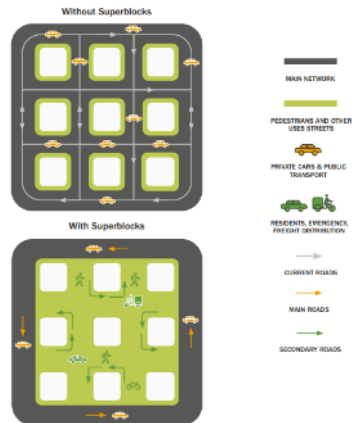 Without Superblocks
MAIN NETWORK
PEDESTRIANS AND OTHER
USES STREETS
PRIVATE CARS & PUBLIC
TRANSPORT
RESIDENTS, EMERGENCY,
FREIGHT DISTRIBUTION
CURRENT ROADS
MAIN ROADS
SECONDARY ROADS
With Superblocks